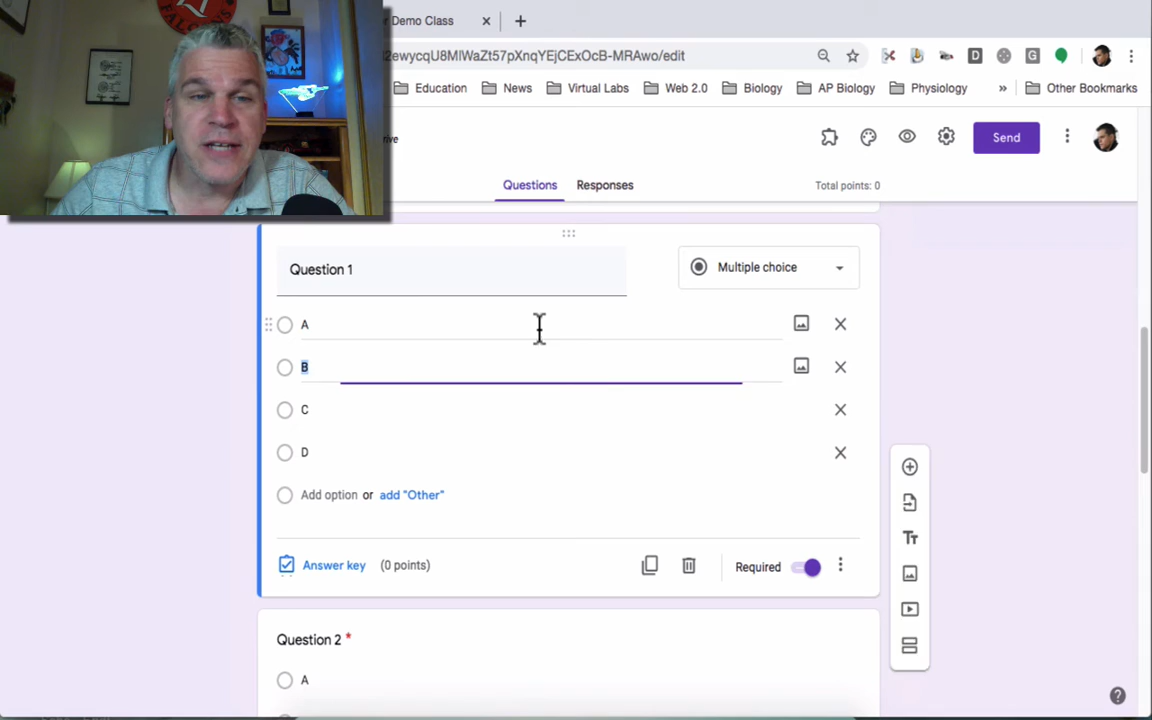 Demo Class
2ewycqU8MIWaZt57pXnqYEjCExOcB-MRAwo/edit
Education
News
Virtual Labs
Web 2.0
Biology
AP Biology
Physiology
»
Other Bookmarks
FALCONS
Send
Questions
Responses
Total points: 0
Question 1
Multiple choice
A
B
C
D
Add option or add "Other"
Answer key (0 points)
Required
Question 2 *
A